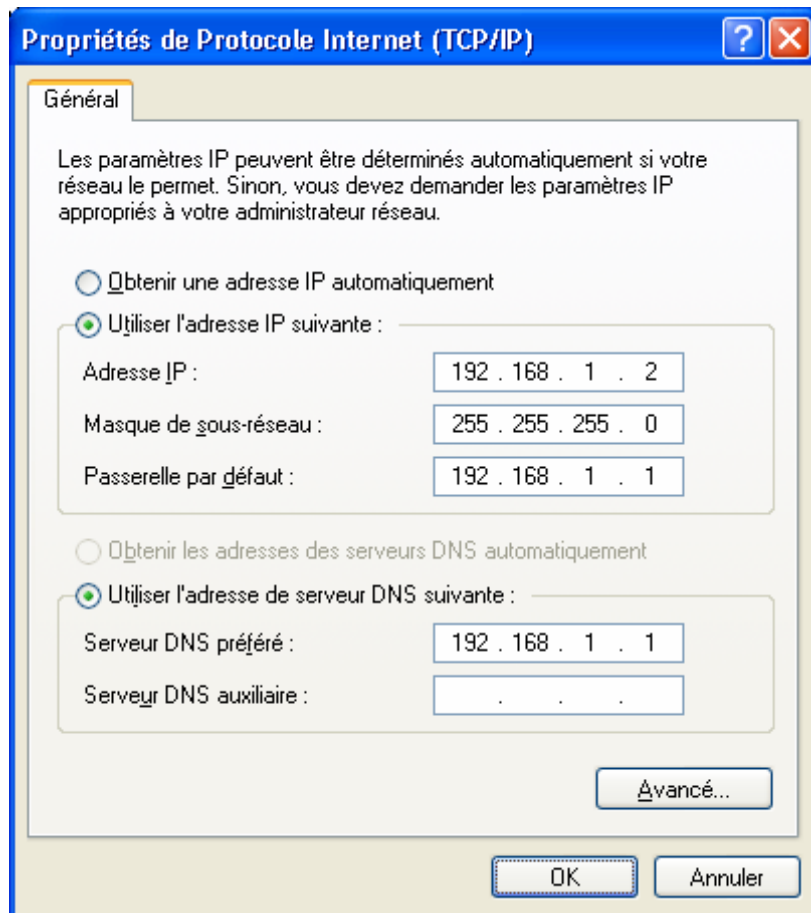 Propriétés de Protocole Internet (TCP/IP)
Général
Les paramètres IP peuvent être déterminés automatiquement si votre
réseau le permet. Sinon, vous devez demander les paramètres IP
appropriés à votre administrateur réseau.
Obtenir une adresse IP automatiquement
Utiliser l'adresse IP suivante :
Adresse IP : 192 . 168 . 1 . 2
Masque de sous-réseau : 255 . 255 . 255 . 0
Passerelle par défaut : 192 . 168 . 1 . 1
Obtenir les adresses des serveurs DNS automatiquement
Utiliser l'adresse de serveur DNS suivante :
Serveur DNS préféré : 192 . 168 . 1 . 1
Serveur DNS auxiliaire : . . .
Avancé...
OK Annuler